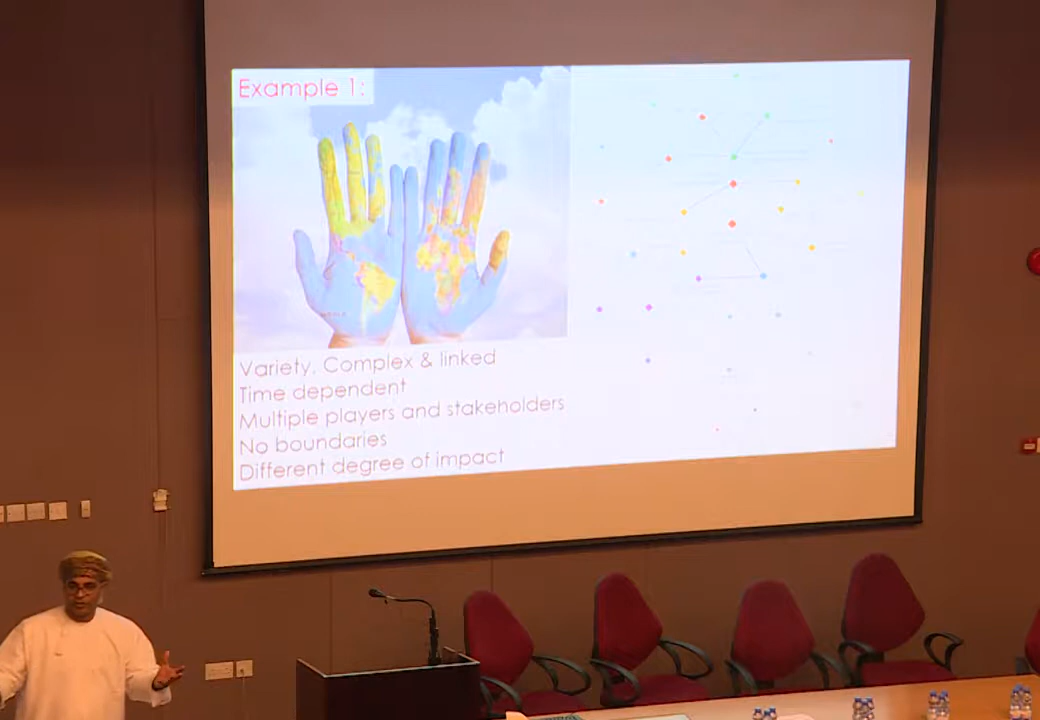 Example 1:
Variety. Complex & linked
Time dependent
Multiple players and stakeholders
No boundaries
Different degree of impact